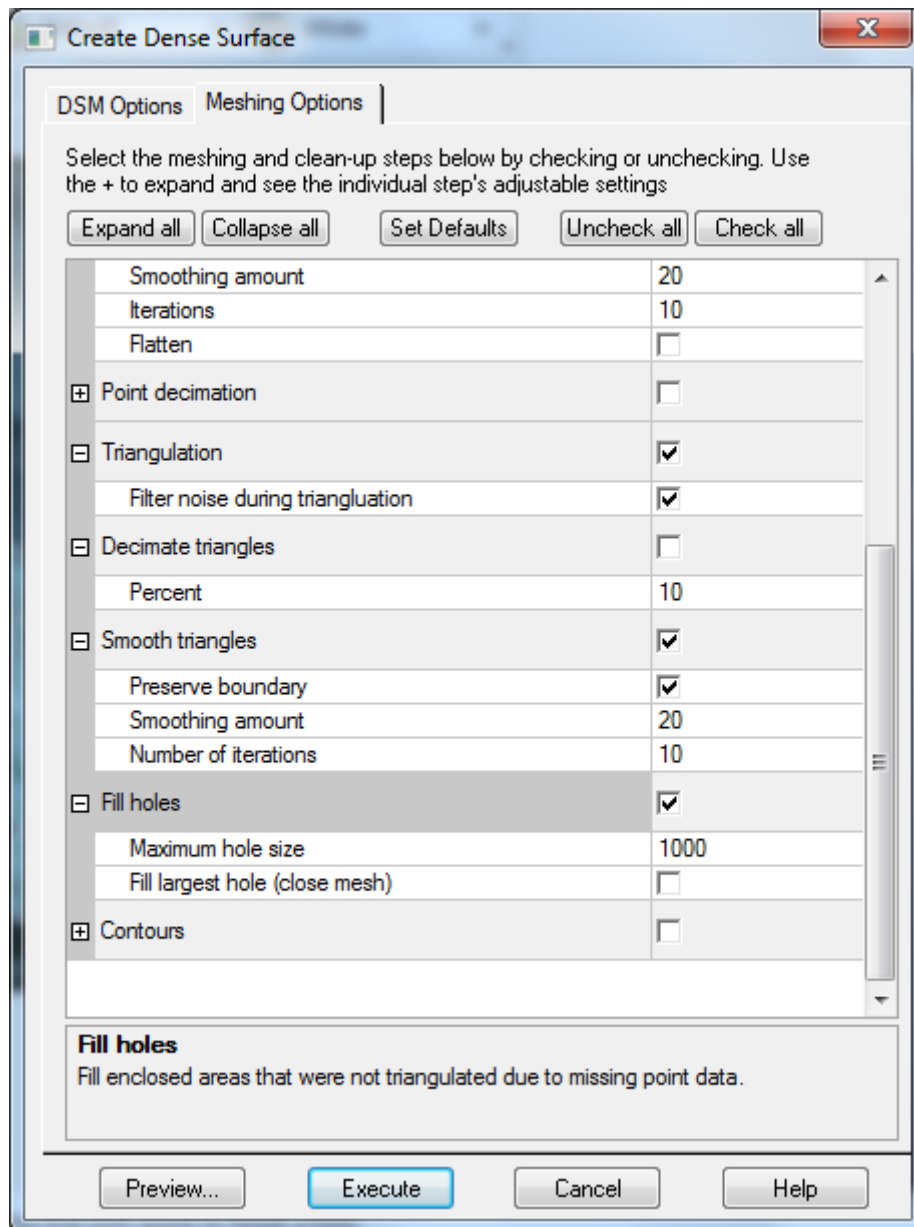 Create Dense Surface
DSM Options Meshing Options
Select the meshing and clean-up steps below by checking or unchecking. Use
the + to expand and see the individual step's adjustable settings
Expand all Collapse all Set Defaults Uncheck all Check all
Smoothing amount 20
Iterations 10
Flatten
Point decimation
Triangulation
Filter noise during triangluation
Decimate triangles
Percent 10
Smooth triangles
Preserve boundary
Smoothing amount 20
Number of iterations 10
Fill holes
Maximum hole size 1000
Fill largest hole (close mesh)
Contours
Fill holes
Fill enclosed areas that were not triangulated due to missing point data.
Preview... Execute Cancel Help